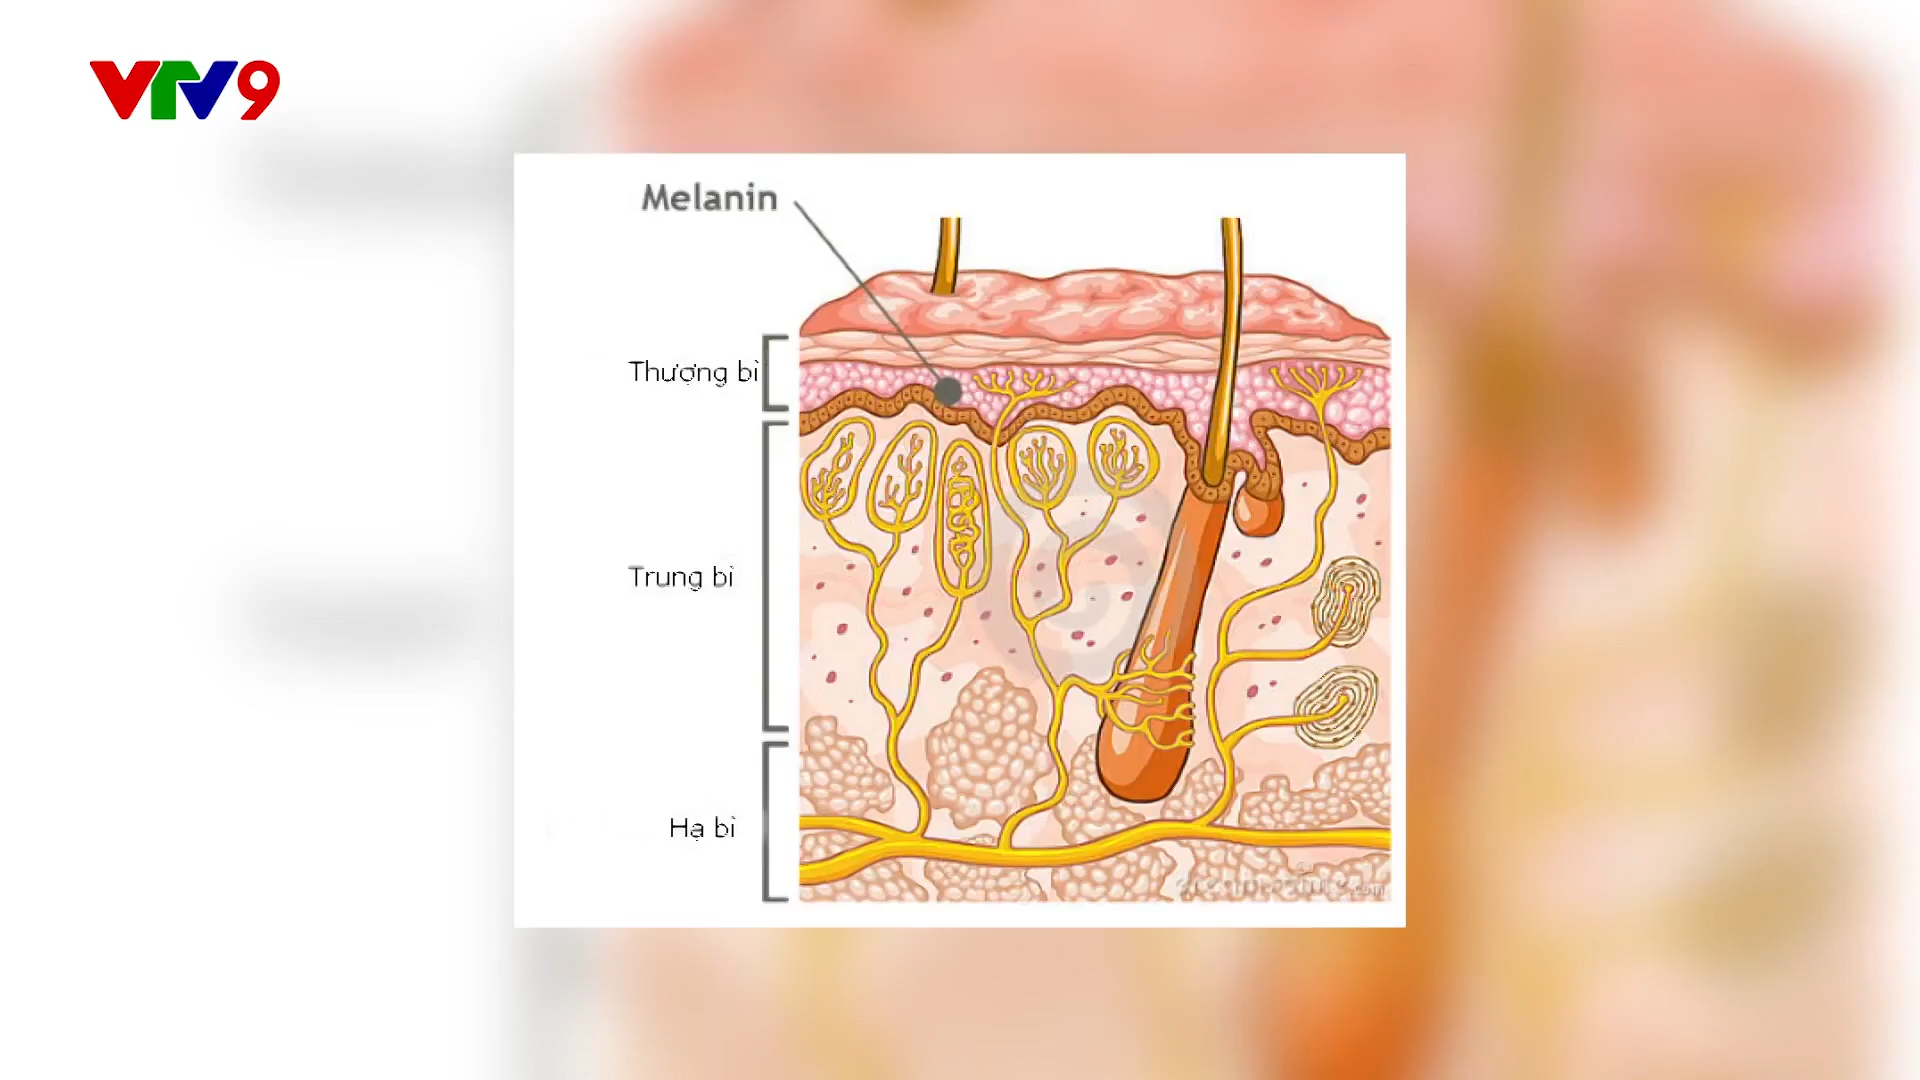 VTV9
Melanin
Thượng bì
Trung bì
Hạ bì